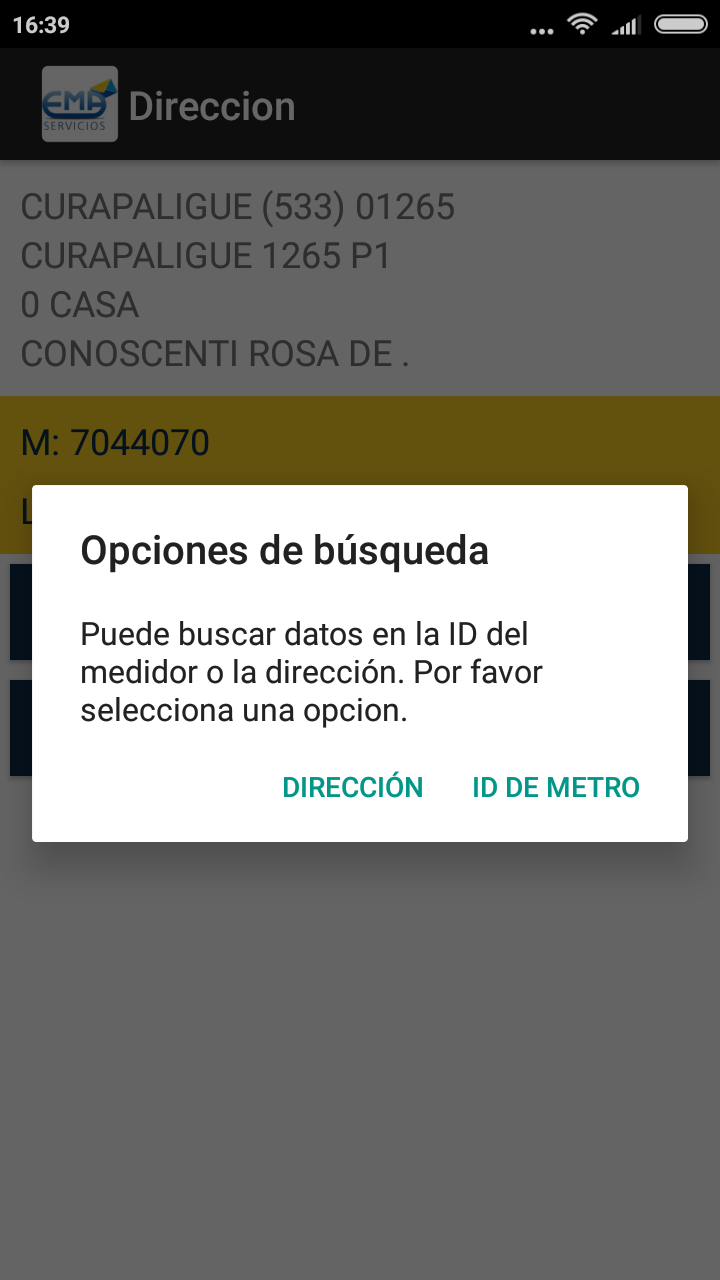 16:39
EMA
SERVICIOS
Direccion
CURAPALIGUE (533) 01265
CURAPALIGUE 1265 P1
0 CASA
CONOSCENTI ROSA DE .
M: 7044070
Opciones de búsqueda
Puede buscar datos en la ID del
medidor o la dirección. Por favor
selecciona una opcion.
DIRECCIÓN ID DE METRO